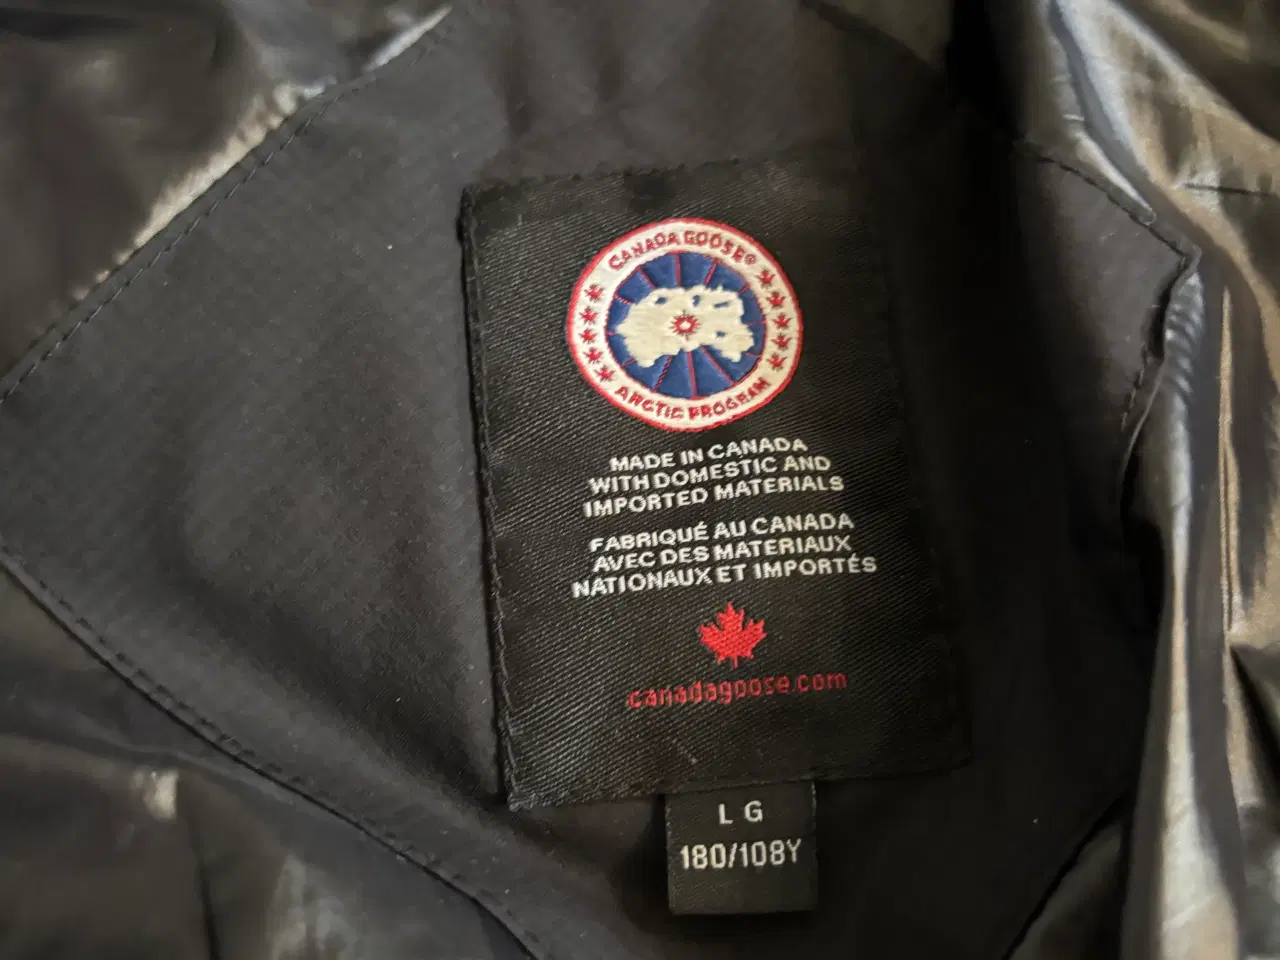 CANADA GOOSE®
ARCTIC PROGRAM
MADE IN CANADA
WITH DOMESTIC AND
IMPORTED MATERIALS
FABRIQUÉ AU CANADA
AVEC DES MATERIAUX
NATIONAUX ET IMPORTÉS
canadagoose.com
LG
180/108Y